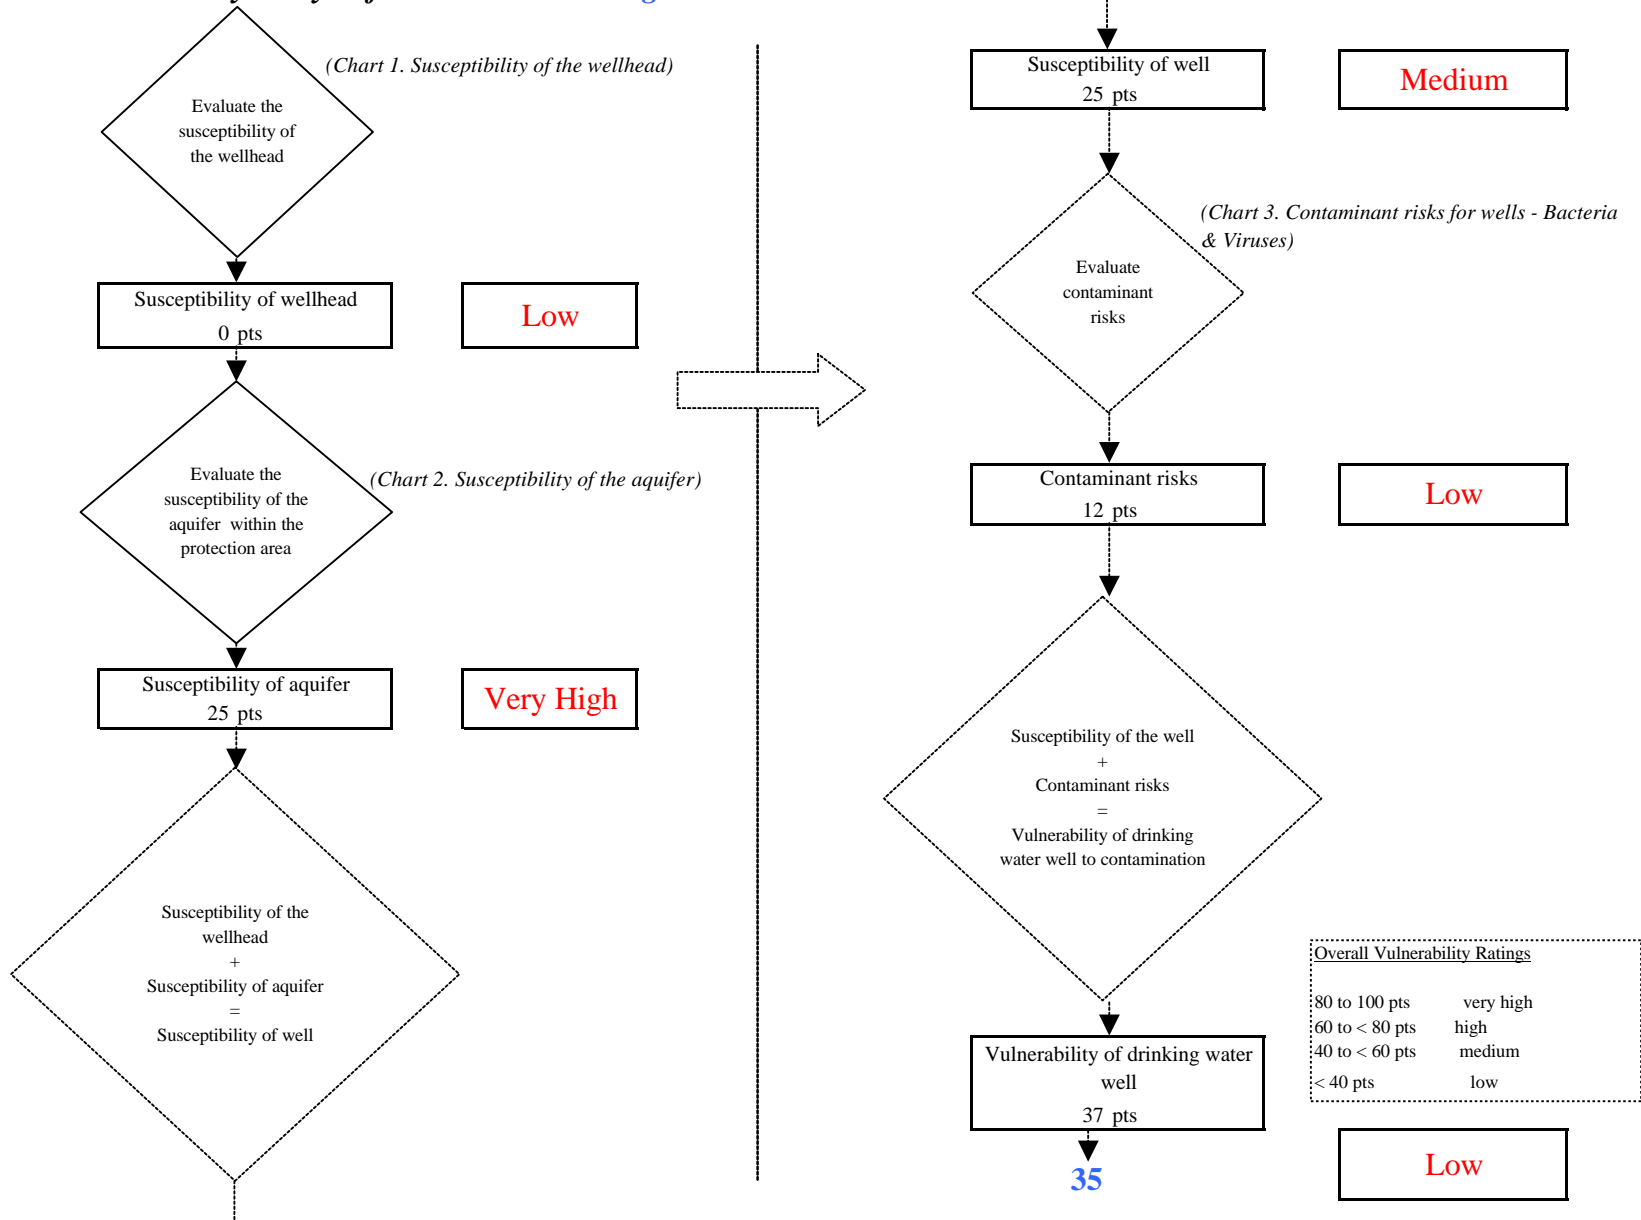 (Chart 1. Susceptibility of the wellhead)
Evaluate the
susceptibility of
the wellhead
Susceptibility of wellhead
0 pts
Low
Evaluate the
susceptibility of the
aquifer within the
protection area
(Chart 2. Susceptibility of the aquifer)
Susceptibility of aquifer
25 pts
Very High
Susceptibility of the
wellhead
+
Susceptibility of aquifer
=
Susceptibility of well
Susceptibility of well
25 pts
Medium
(Chart 3. Contaminant risks for wells - Bacteria
& Viruses)
Evaluate
contaminant
risks
Contaminant risks
12 pts
Low
Susceptibility of the well
+
Contaminant risks
=
Vulnerability of drinking
water well to contamination
Overall Vulnerability Ratings
80 to 100 pts very high
60 to < 80 pts high
40 to < 60 pts medium
< 40 pts low
Vulnerability of drinking water
well
37 pts
35
Low